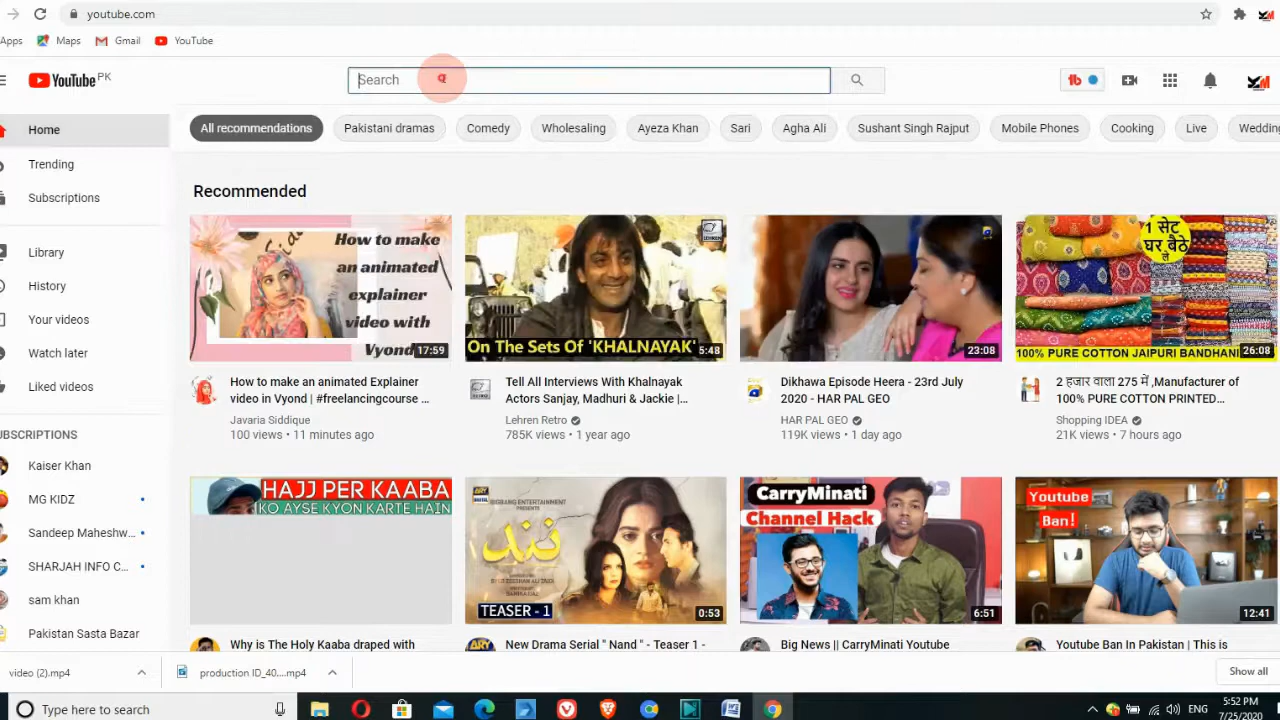 youtube.com
Apps Maps Gmail YouTube
YouTube PK
Search
tb
All recommendations Pakistani dramas Comedy Wholesaling Ayeza Khan Sari Agha Ali Sushant Singh Rajput Mobile Phones Cooking Live Wedding
Home
Trending
Subscriptions
Library
History
Your videos
Watch later
Liked videos
UBSCRIPTIONS
Kaiser Khan
MG KIDZ
Sandeep Maheshw...
SHARJAH INFO C...
sam khan
Pakistan Sasta Bazar
Recommended
How to make
an animated
explainer
video with
Vyond
17:59
On The Sets Of 'KHALNAYAK'
5:48
23:08
1 सेट
घर बैठे
ले
100% PURE COTTON JAIPURI BANDHANI
26:08
How to make an animated Explainer
video in Vyond | #freelancingcourse ...
Javaria Siddique
100 views • 11 minutes ago
Tell All Interviews With Khalnayak
Actors Sanjay, Madhuri & Jackie |...
Lehren Retro
785K views • 1 year ago
Dikhawa Episode Heera - 23rd July
2020 - HAR PAL GEO
HAR PAL GEO
119K views • 1 day ago
2 हजार वाला 275 में ,Manufacturer of
100% PURE COTTON PRINTED...
Shopping IDEA
21K views • 7 hours ago
HAJJ PER KAABA
KO AYSE KYON KARTE HAIN
BIGBANG ENTERTAINMENT
PRESENTS
نند
TEASER - 1
0:53
CarryMinati
Channel Hack
6:51
Youtube
Ban!
12:41
Why is The Holy Kaaba draped with
New Drama Serial " Nand " - Teaser 1 -
Big News || CarryMinati Youtube
Youtube Ban In Pakistan | This is
video (2).mp4
production ID_40....mp4
Show all
Type here to search
ENG
5:52 PM
7/25/2020